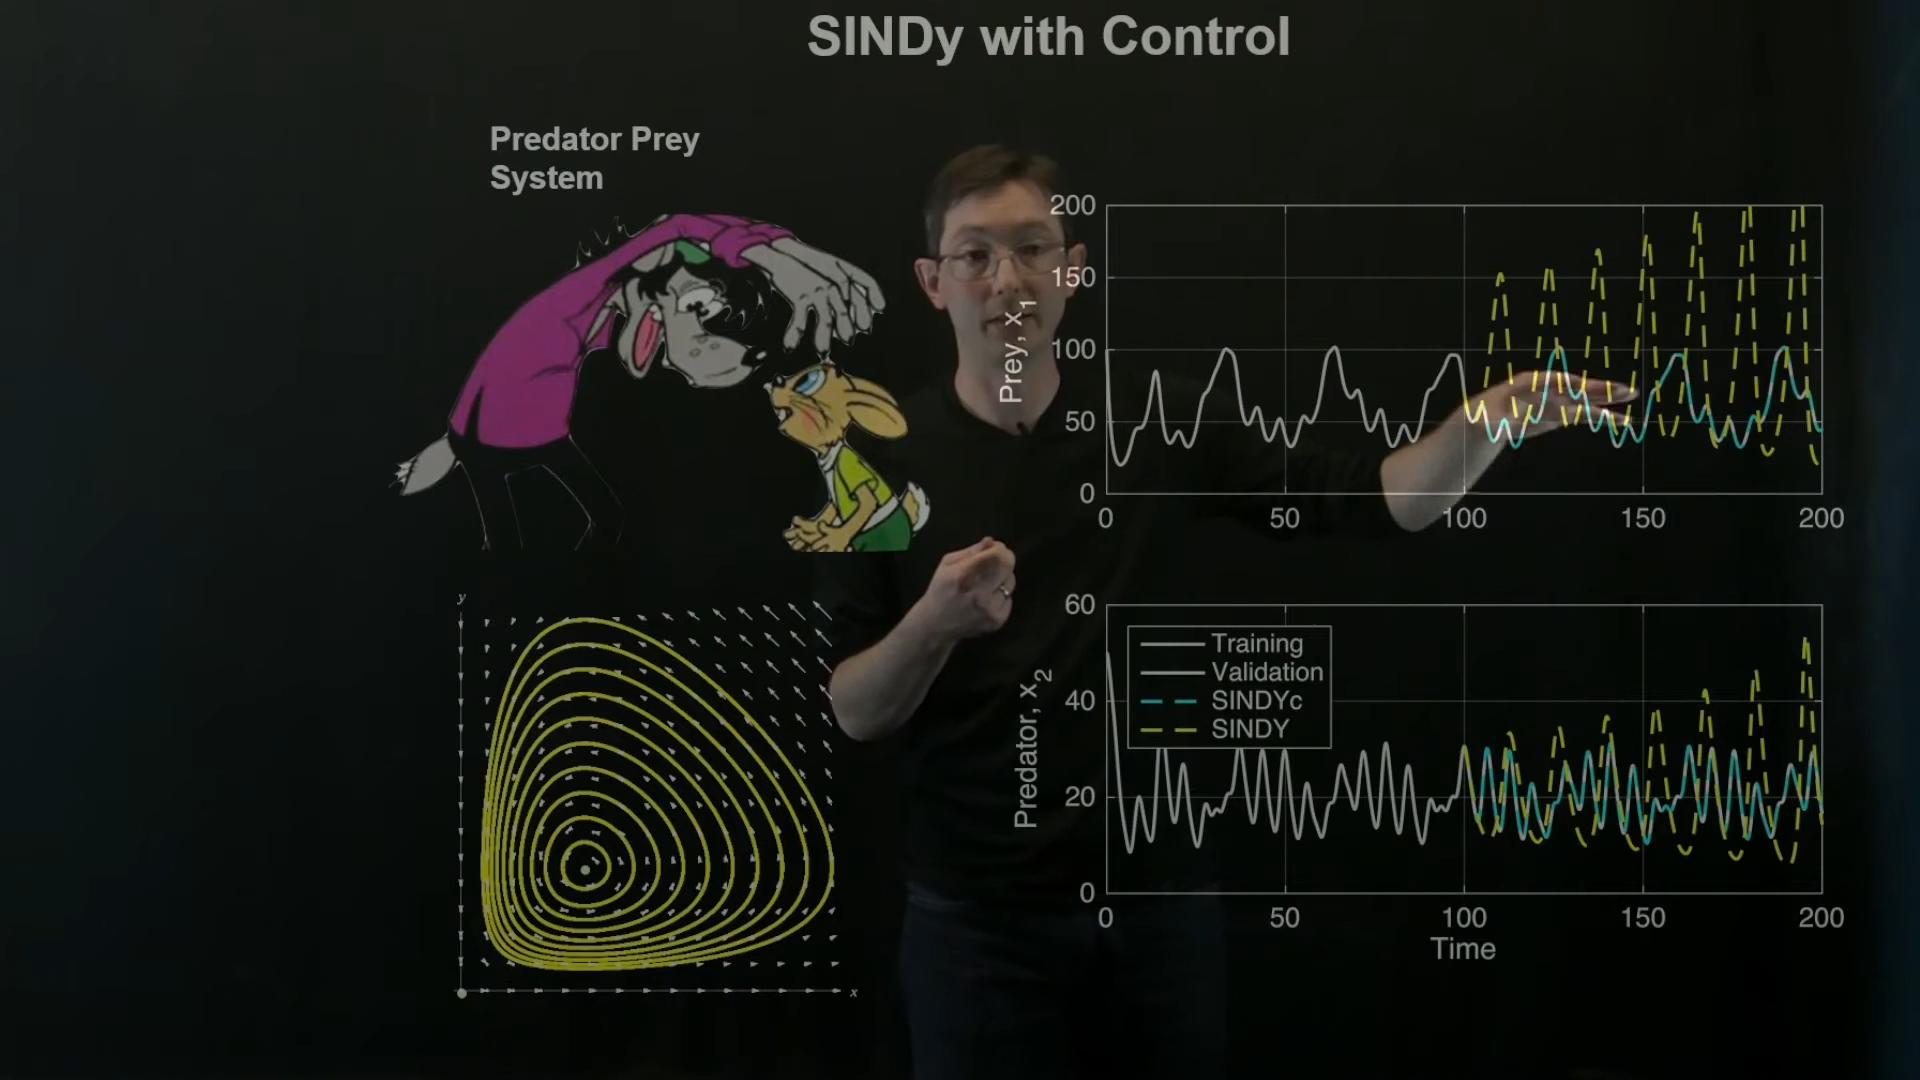 SINDy with Control
Predator Prey
System
y
x
200
150
100
50
0
Prey, x1
0 50 100 150 200
60
40
20
0
Predator, x2
Training
Validation
SINDYc
SINDY
0 50 100 150 200
Time